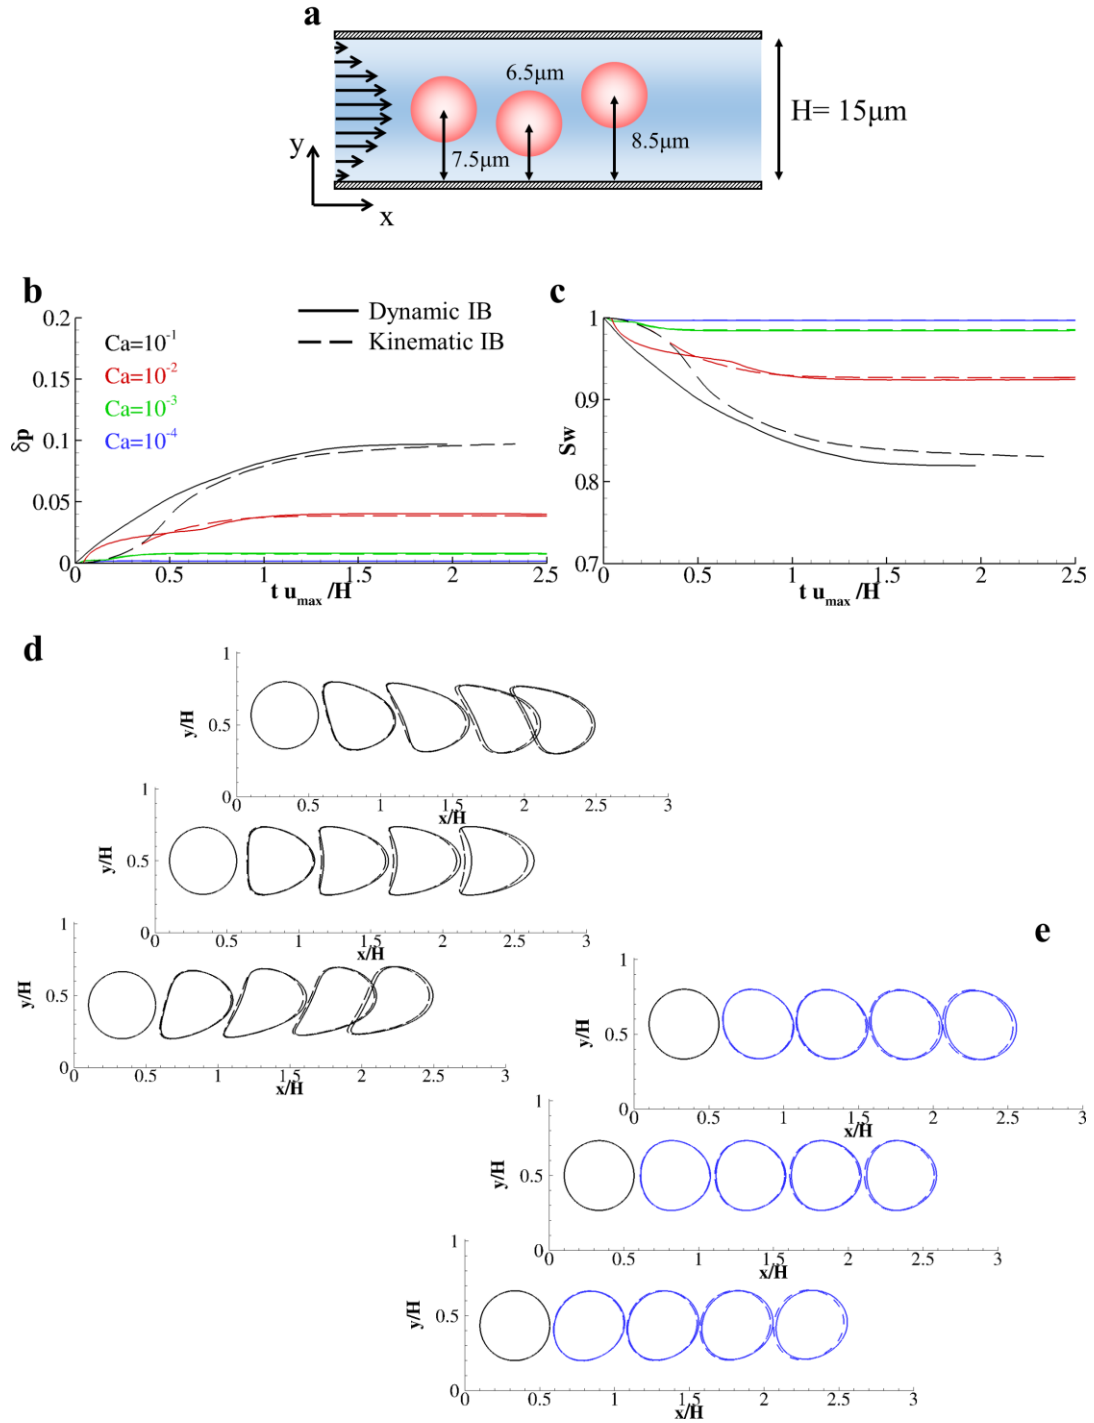 a
6.5μm
7.5μm
8.5μm
H= 15μm
y
x
b
Dynamic IB
Kinematic IB
Ca=10⁻¹
Ca=10⁻²
Ca=10⁻³
Ca=10⁻⁴
δp
0.2
0.15
0.1
0.05
0
0 0.5 1 1.5 2 2.5
t u_max /H
c
Sw
1
0.9
0.8
0.7
0 0.5 1 1.5 2 2.5
t u_max /H
d
y/H
1
0.5
0
0 0.5 1 1.5 2 2.5 3
x/H
y/H
1
0.5
0
0 0.5 1 1.5 2 2.5 3
x/H
y/H
1
0.5
0
0 0.5 1 1.5 2 2.5 3
x/H
e
y/H
1
0.5
0
0 0.5 1 1.5 2 2.5 3
x/H
y/H
1
0.5
0
0 0.5 1 1.5 2 2.5 3
x/H
y/H
1
0.5
0
0 0.5 1 1.5 2 2.5 3
x/H